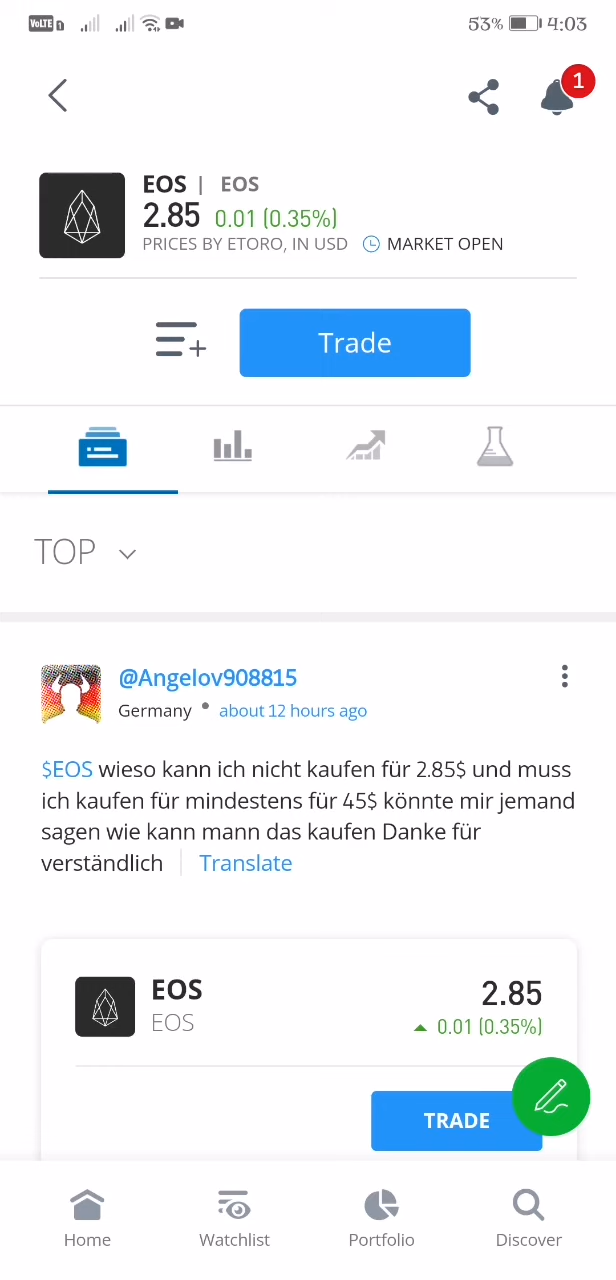 VoLTE 1 53% 4:03
1
EOS | EOS
2.85 0.01 (0.35%)
PRICES BY ETORO, IN USD MARKET OPEN
Trade
TOP
@Angelov908815
Germany • about 12 hours ago
$EOS wieso kann ich nicht kaufen für 2.85$ und muss
ich kaufen für mindestens für 45$ könnte mir jemand
sagen wie kann mann das kaufen Danke für
verständlich | Translate
EOS 2.85
EOS 0.01 (0.35%)
TRADE
Home Watchlist Portfolio Discover